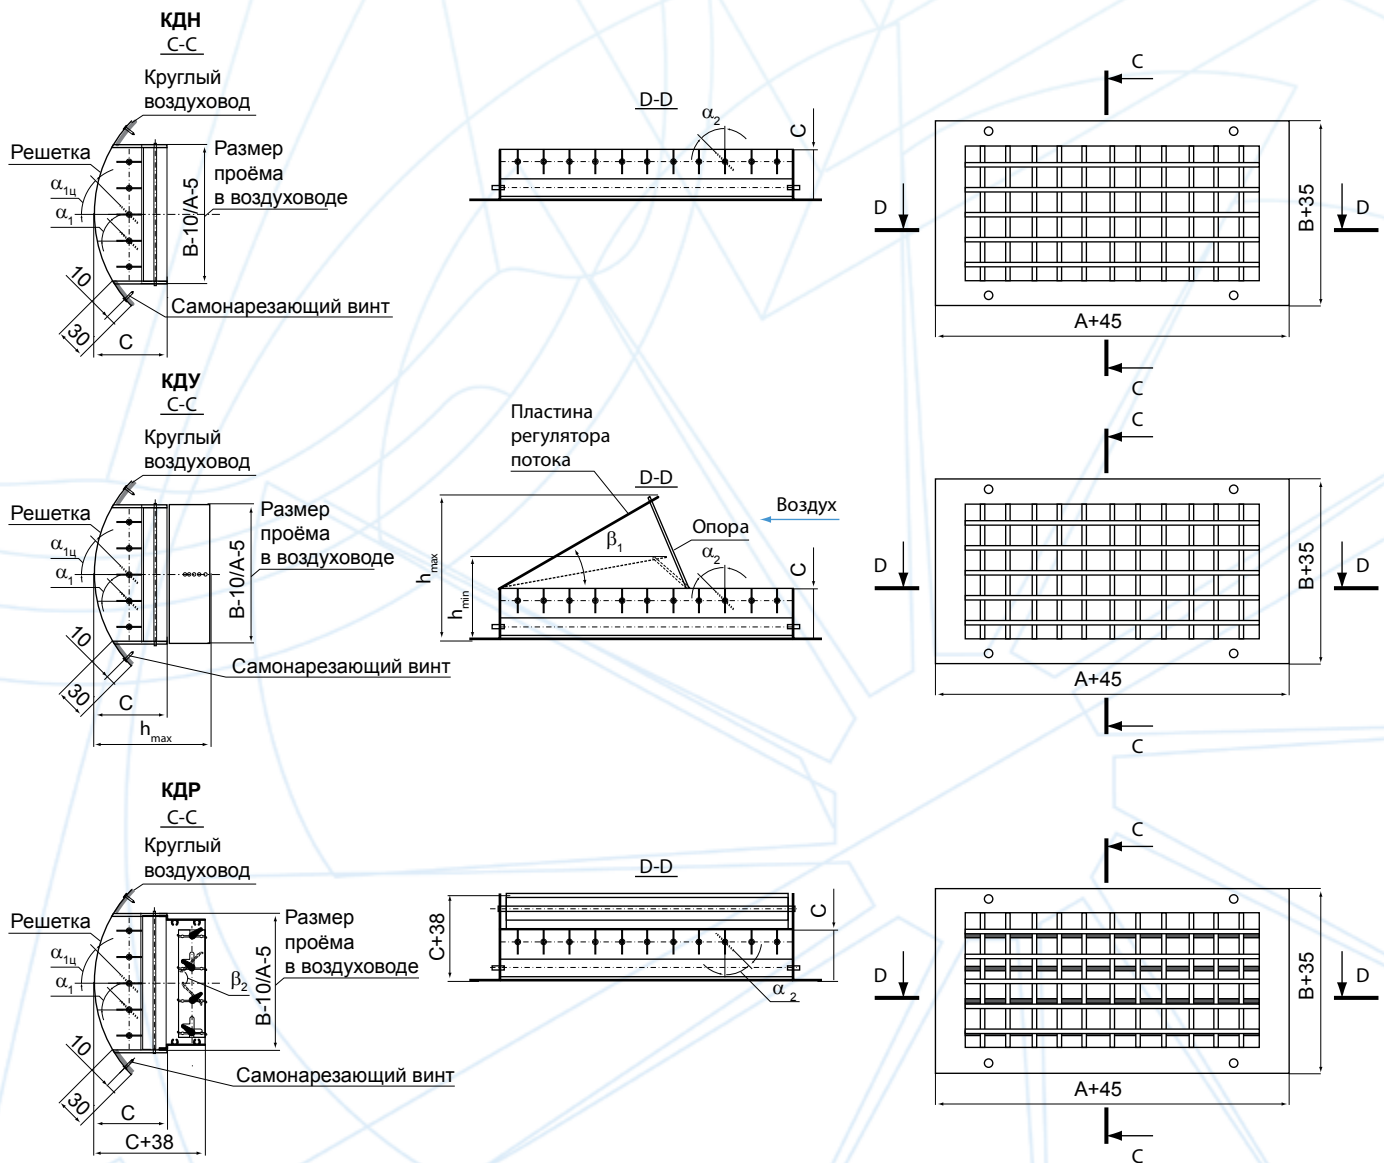 КДН
С-С
Круглый
воздуховод
Решетка
α1ц
α1
Размер
проёма
в воздуховоде
В-10/А-5
10
30
С
Самонарезающий винт
D-D
α2
С
С
D
D
В+35
А+45
С
КДУ
С-С
Круглый
воздуховод
Решетка
α1ц
α1
Размер
проёма
в воздуховоде
В-10/А-5
10
30
С
hmax
Самонарезающий винт
Пластина
регулятора
потока
D-D
Воздух
Опора
β1
α2
hmax
hmin
С
С
D
D
В+35
А+45
С
КДР
С-С
Круглый
воздуховод
Решетка
α1ц
α1
Размер
проёма
в воздуховоде
β2
В-10/А-5
10
30
С
С+38
Самонарезающий винт
D-D
С+38
С
α2
С
D
D
В+35
А+45
С